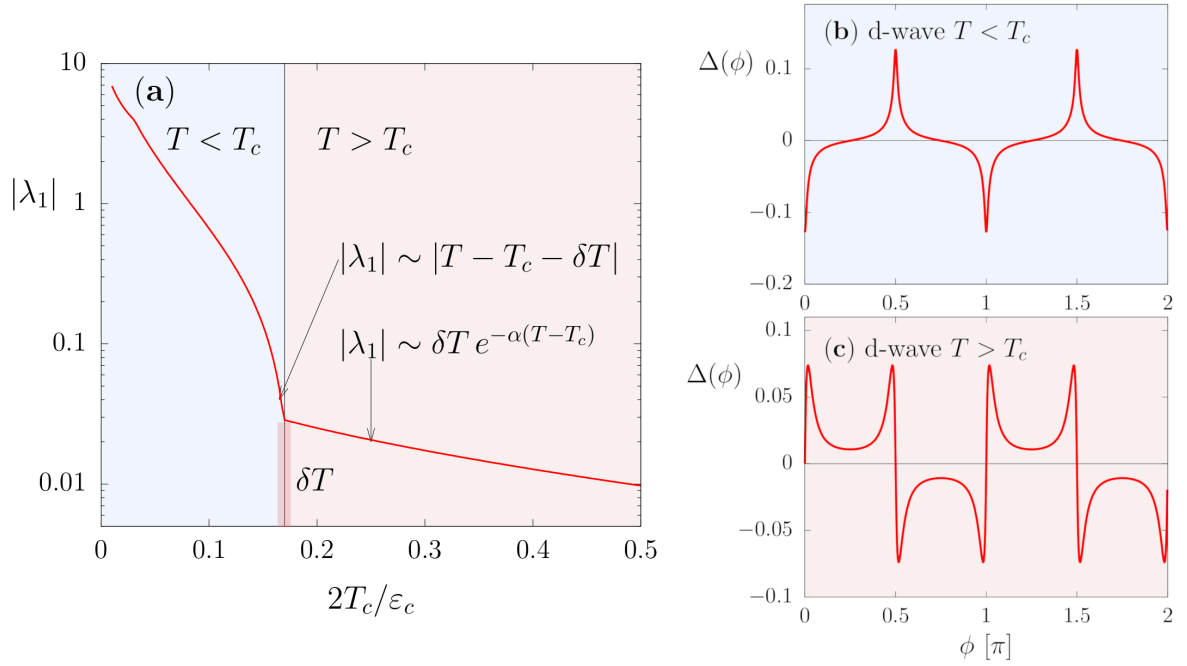 (a)
T < T_c
T > T_c
|λ₁|
10
1
0.1
0.01
|λ₁| ∼ |T − T_c − δT|
|λ₁| ∼ δT e^{−α(T−T_c)}
δT
0 0.1 0.2 0.3 0.4 0.5
2T_c/ε_c
(b) d-wave T < T_c
Δ(ϕ)
0.1
0
−0.1
−0.2
0 0.5 1 1.5 2
(c) d-wave T > T_c
Δ(ϕ)
0.1
0.05
0
−0.05
−0.1
0 0.5 1 1.5 2
ϕ [π]